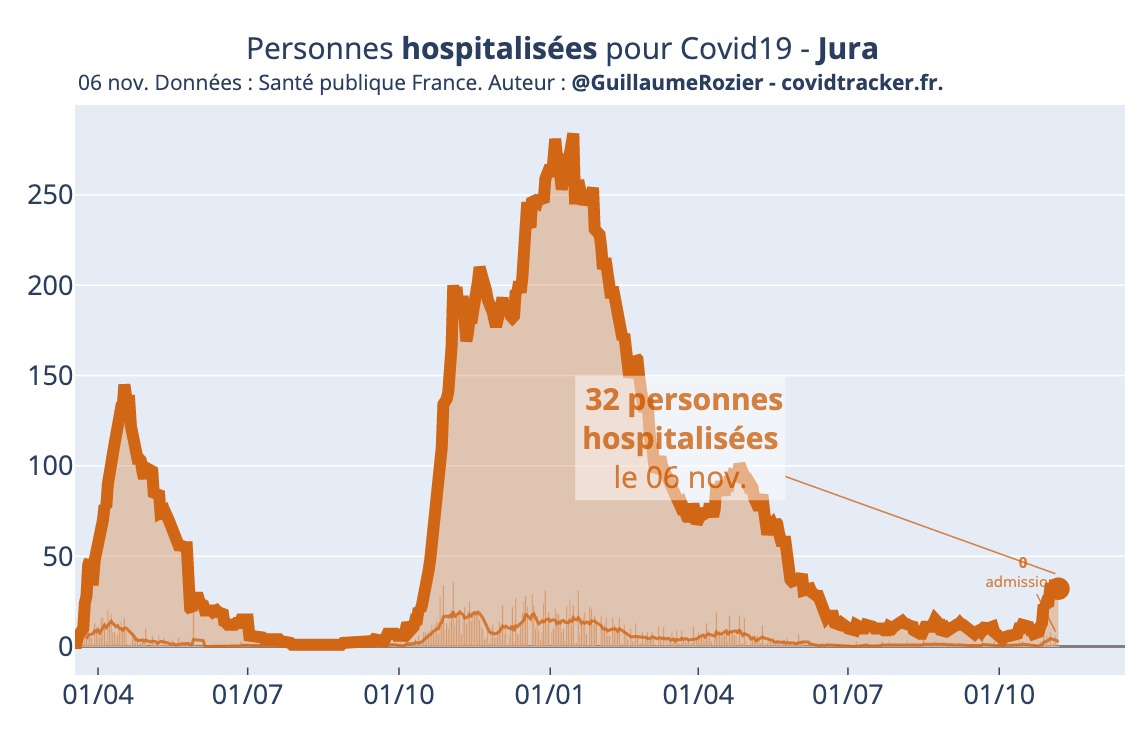 Personnes hospitalisées pour Covid19 - Jura
06 nov. Données : Santé publique France. Auteur : @GuillaumeRozier - covidtracker.fr.
250
200
150
100
50
0
32 personnes
hospitalisées
le 06 nov.
0
admission
01/04
01/07
01/10
01/01
01/04
01/07
01/10